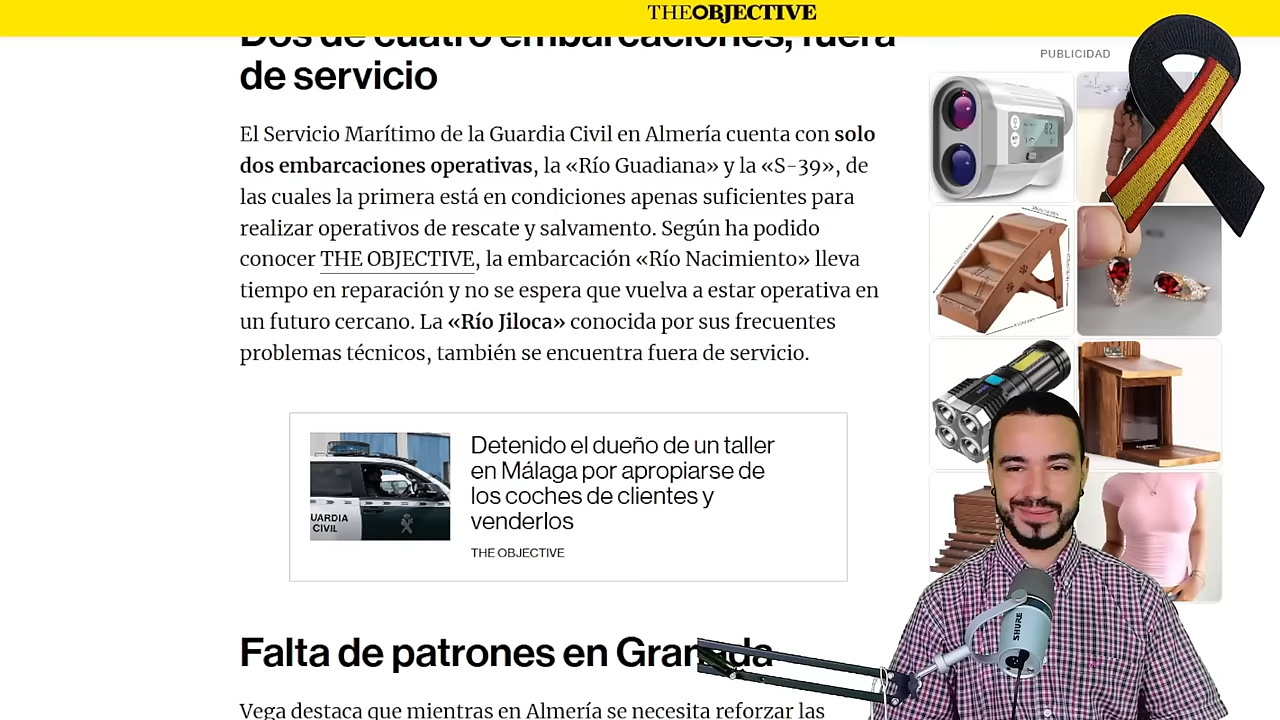 THEOBJECTIVE
Dos de cuatro embarcaciones, fuera
de servicio
PUBLICIDAD
El Servicio Marítimo de la Guardia Civil en Almería cuenta con solo
dos embarcaciones operativas, la «Río Guadiana» y la «S-39», de
las cuales la primera está en condiciones apenas suficientes para
realizar operativos de rescate y salvamento. Según ha podido
conocer THE OBJECTIVE, la embarcación «Río Nacimiento» lleva
tiempo en reparación y no se espera que vuelva a estar operativa en
un futuro cercano. La «Río Jiloca» conocida por sus frecuentes
problemas técnicos, también se encuentra fuera de servicio.
Detenido el dueño de un taller
en Málaga por apropiarse de
los coches de clientes y
venderlos
THE OBJECTIVE
UARDIA
CIVIL
Falta de patrones en Granada
Vega destaca que mientras en Almería se necesita reforzar las
SHURE